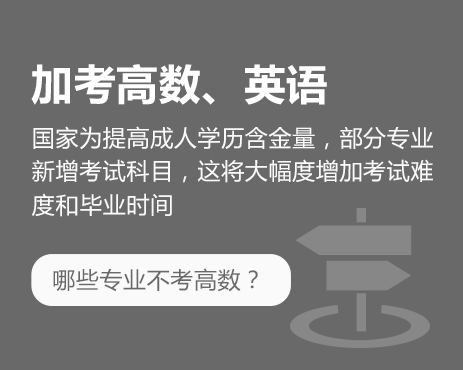 加考高数、英语
国家为提高成人学历含金量，部分专业
新增考试科目，这将大幅度增加考试难
度和毕业时间
哪些专业不考高数？